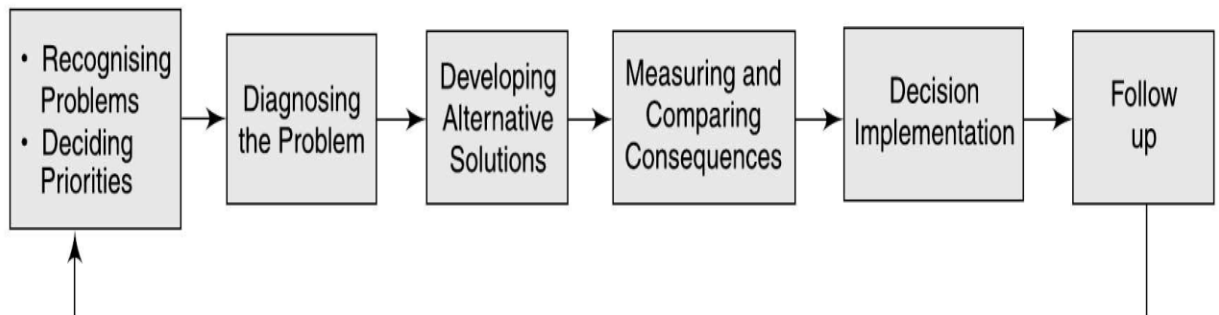 • Recognising
Problems
• Deciding
Priorities
Diagnosing
the Problem
Developing
Alternative
Solutions
Measuring and
Comparing
Consequences
Decision
Implementation
Follow
up